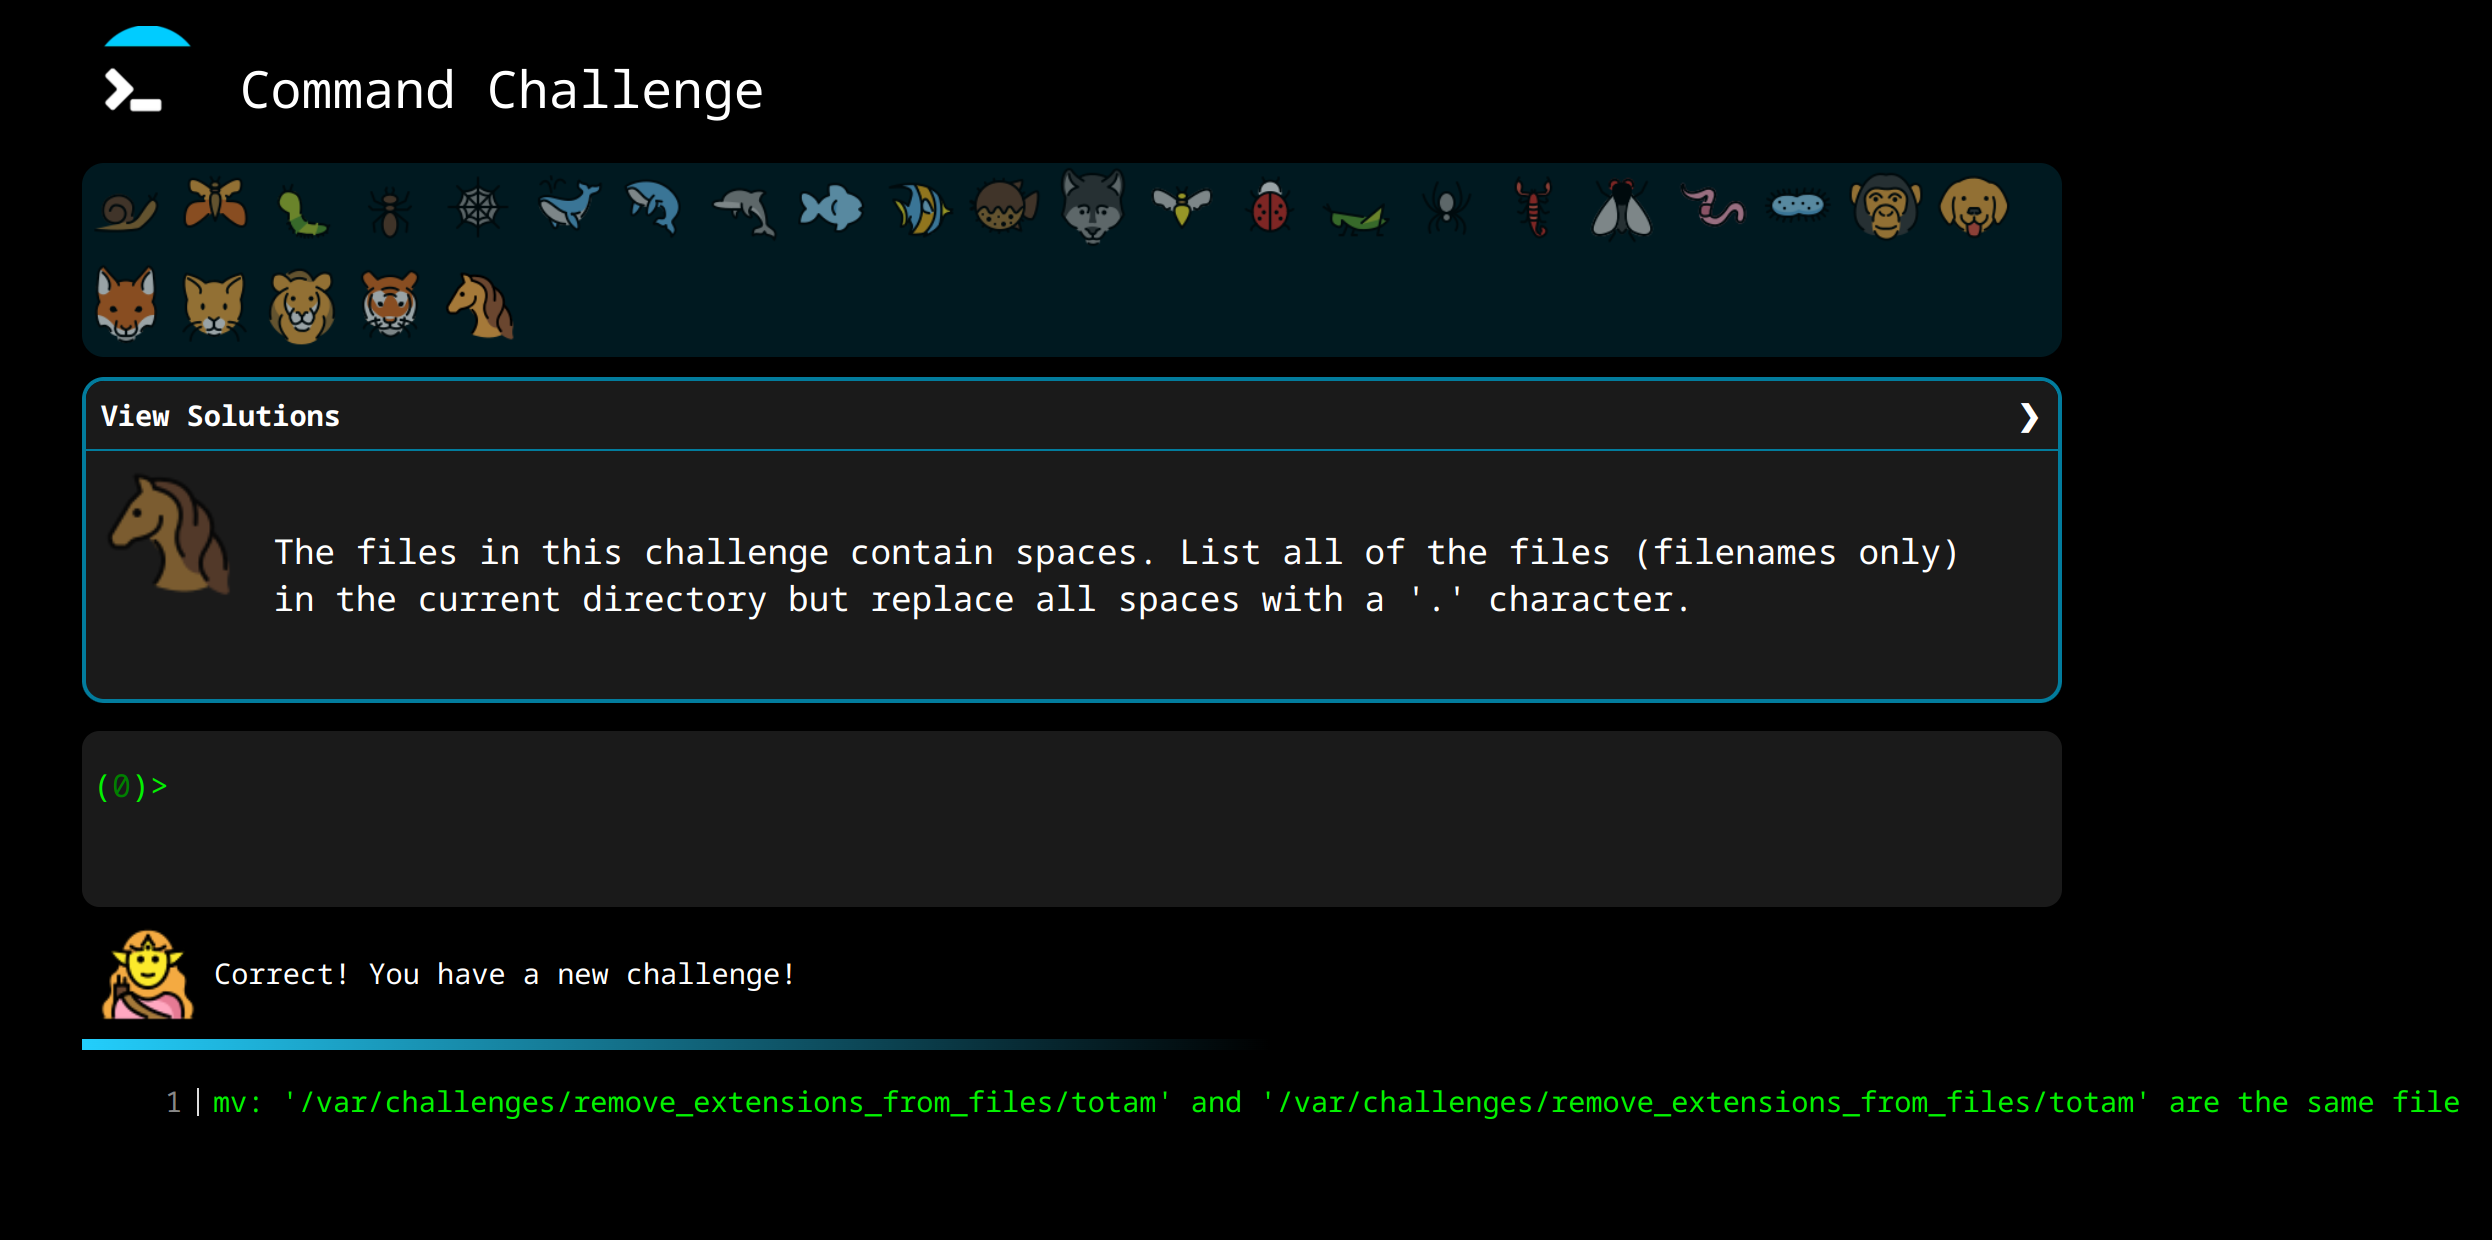 Command Challenge
View Solutions ❯
The files in this challenge contain spaces. List all of the files (filenames only)
in the current directory but replace all spaces with a '.' character.
(0)>
Correct! You have a new challenge!
1 mv: '/var/challenges/remove_extensions_from_files/totam' and '/var/challenges/remove_extensions_from_files/totam' are the same file